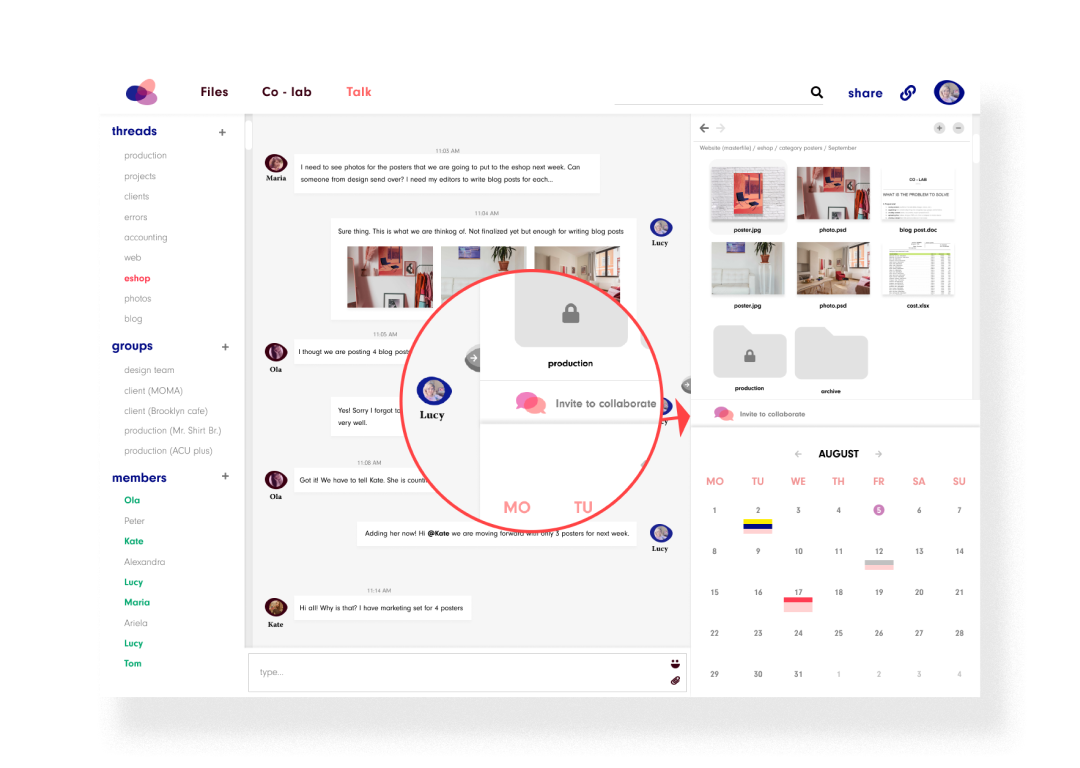 Files
Co - lab
Talk
share
threads +
production
projects
clients
errors
accounting
web
eshop
photos
blog
groups +
design team
client (MOMA)
client (Brooklyn cafe)
production (Mr. Shirt Br.)
production (ACU plus)
members +
Ola
Peter
Kate
Alexandra
Lucy
Maria
Ariela
Lucy
Tom
11:05 AM
Maria
I need to see photos for the posters that we are going to put to the eshop next week. Can
someone from design send over? I need my editors to write blog posts for each...
11:06 AM
Sure thing. This is what we are thinkog of. Not finalized yet but enough for writing blog posts
Lucy
11:05 AM
Ola
I thougt we are posting 4 blog posts
Yes! Sorry I forgot to
very well.
11:08 AM
Ola
Got it! We have to tell Kate. She is
Adding her now! Hi @Kate we are moving forward with only 3 posters for next week.
Lucy
11:14 AM
Kate
Hi all! Why is that? I have marketing set for 4 posters
type...
production
Lucy
Invite to collaborate
MO TU
Website (masterfile) / eshop / category posters / September
CO - LAB
WHAT IS THE PROBLEM TO SOLVE
poster.jpg
photo.psd
blog post.doc
poster.jpg
photo.psd
cost.xlsx
production
archive
Invite to collaborate
AUGUST
MO TU WE TH FR SA SU
1 2 3 4 5 6 7
8 9 10 11 12 13 14
15 16 17 18 19 20 21
22 23 24 25 26 27 28
29 30 31 1 2 3 4